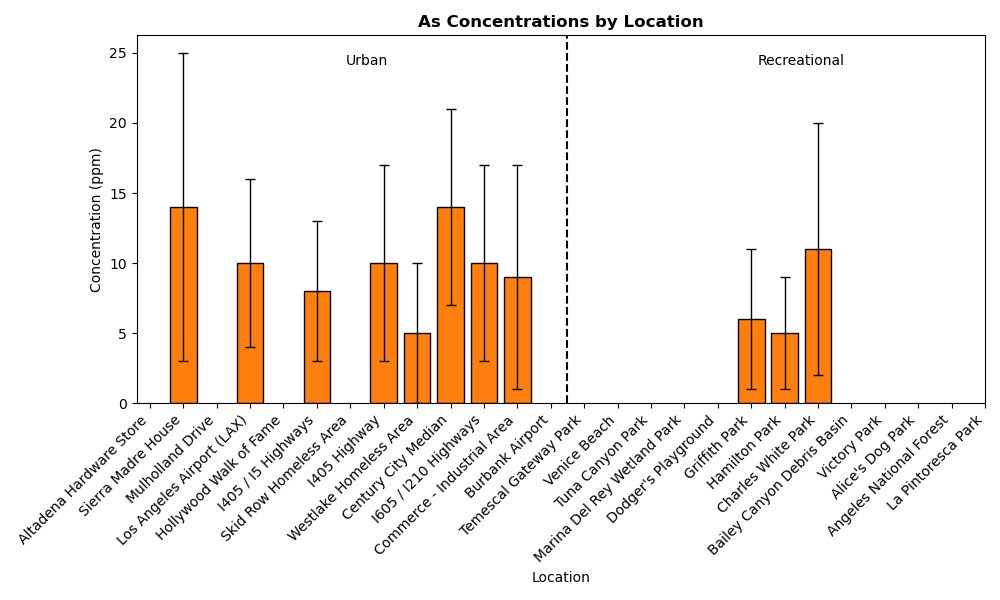 As Concentrations by Location
Urban
Recreational
Concentration (ppm)
25
20
15
10
5
0
Altadena Hardware Store
Sierra Madre House
Mulholland Drive
Los Angeles Airport (LAX)
Hollywood Walk of Fame
I405 / I5 Highways
Skid Row Homeless Area
I405 Highway
Westlake Homeless Area
Century City Median
I605 / I210 Highways
Commerce - Industrial Area
Burbank Airport
Temescal Gateway Park
Venice Beach
Tuna Canyon Park
Marina Del Rey Wetland Park
Dodger's Playground
Griffith Park
Hamilton Park
Charles White Park
Bailey Canyon Debris Basin
Victory Park
Alice's Dog Park
Angeles National Forest
La Pintoresca Park
Location